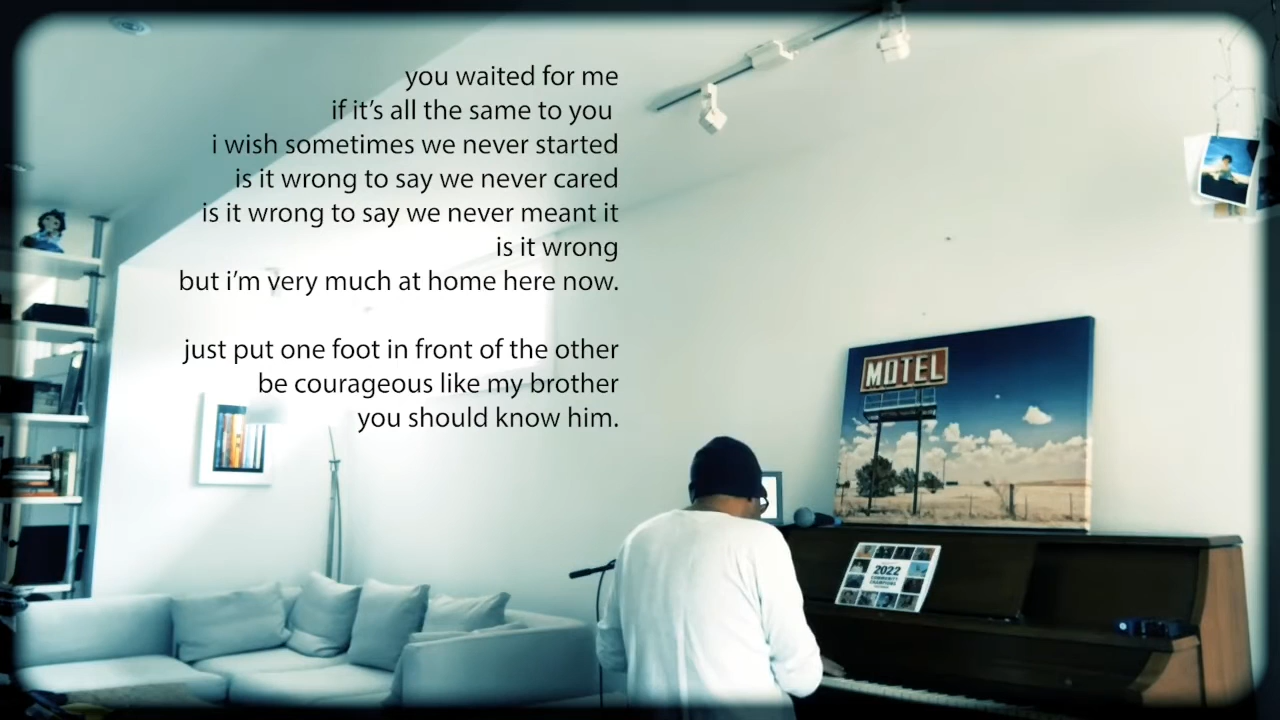 you waited for me
if it's all the same to you
i wish sometimes we never started
is it wrong to say we never cared
is it wrong to say we never meant it
is it wrong
but i'm very much at home here now.
just put one foot in front of the other
be courageous like my brother
you should know him.
MOTEL
2022
COMMUNITY
CHAMPIONS